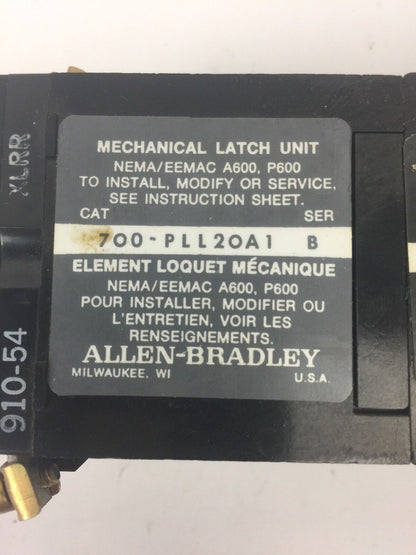 MECHANICAL LATCH UNIT
NEMA/EEMAC A600, P600
TO INSTALL, MODIFY OR SERVICE,
SEE INSTRUCTION SHEET.
CAT SER
700-PLL20A1 B
ELEMENT LOQUET MÉCANIQUE
NEMA/EEMAC A600, P600
POUR INSTALLER, MODIFIER OU
L'ENTRETIEN, VOIR LES
RENSEIGNEMENTS.
ALLEN-BRADLEY
MILWAUKEE, WI U.S.A.
XLRR
910-54